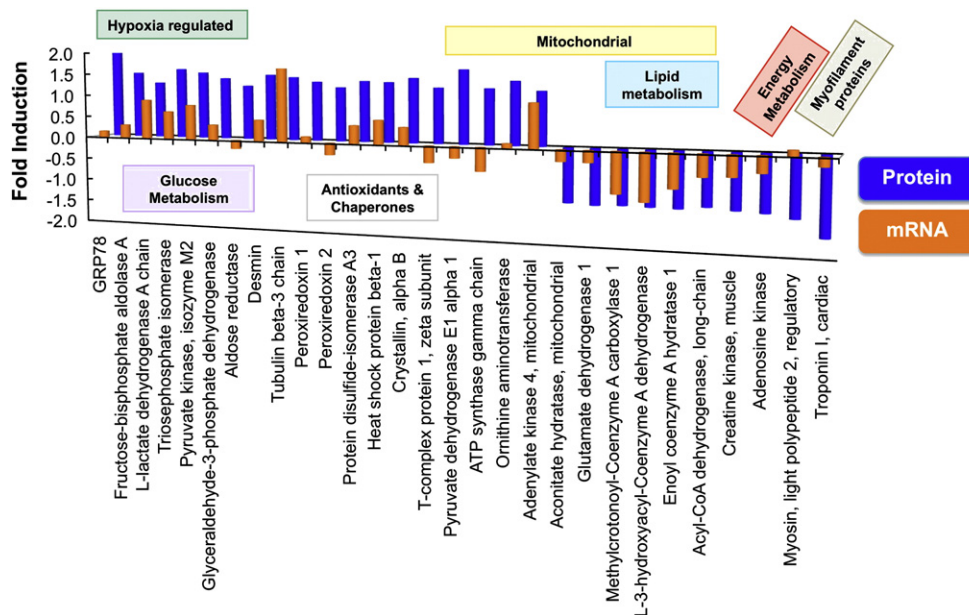 Hypoxia regulated
Mitochondrial
Lipid
metabolism
Energy
Metabolism
Myofilament
proteins
Fold Induction
2.0
1.5
1.0
0.5
0.0
-0.5
-1.0
-1.5
-2.0
Glucose
Metabolism
Antioxidants &
Chaperones
Protein
mRNA
GRP78
Fructose-bisphosphate aldolase A
L-lactate dehydrogenase A chain
Triosephate isomerase
Pyruvate kinase, isozyme M2
Glyceraldehyde-3-phosphate dehydrogenase
Aldose reductase
Desmin
Tubulin beta-3 chain
Peroxiredoxin 1
Peroxiredoxin 2
Protein disulfide-isomerase A3
Heat shock protein beta-1
Crystallin, alpha B
T-complex protein 1, zeta subunit
Pyruvate dehydrogenase E1 alpha 1
ATP synthase gamma chain
Ornithine aminotransferase
Adenylate kinase 4, mitochondrial
Aconitate hydratase, mitochondrial
Glutamate dehydrogenase 1
Methylcrotonoyl-Coenzyme A carboxylase 1
L-3-hydroxyacyl-Coenzyme A dehydrogenase
Enoyl coenzyme A hydratase 1
Acyl-CoA dehydrogenase, long-chain
Creatine kinase, muscle
Adenosine kinase
Myosin, light polypeptide 2, regulatory
Troponin I, cardiac